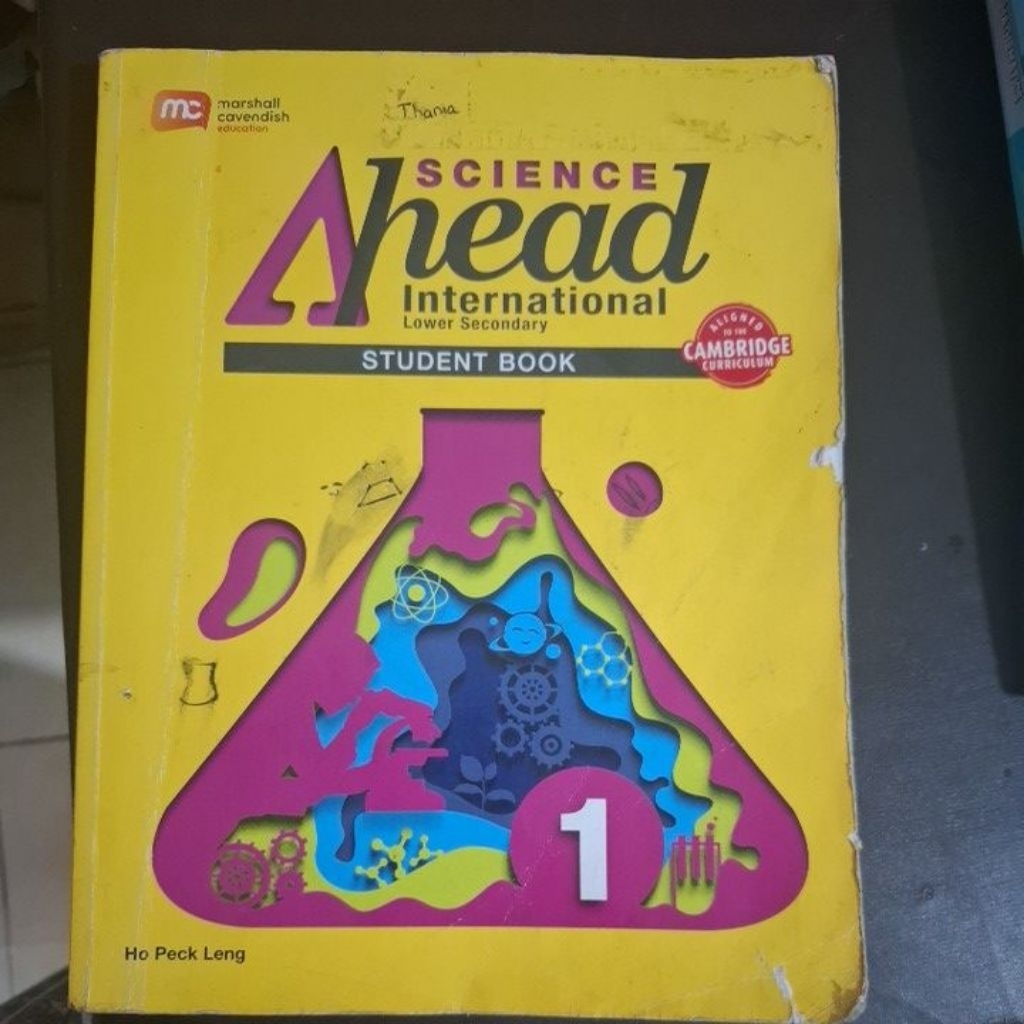 mc marshall
cavendish
education
Thania
SCIENCE
Ahead
International
Lower Secondary
STUDENT BOOK
ALIGNED
TO THE
CAMBRIDGE
CURRICULUM
1
Ho Peck Leng